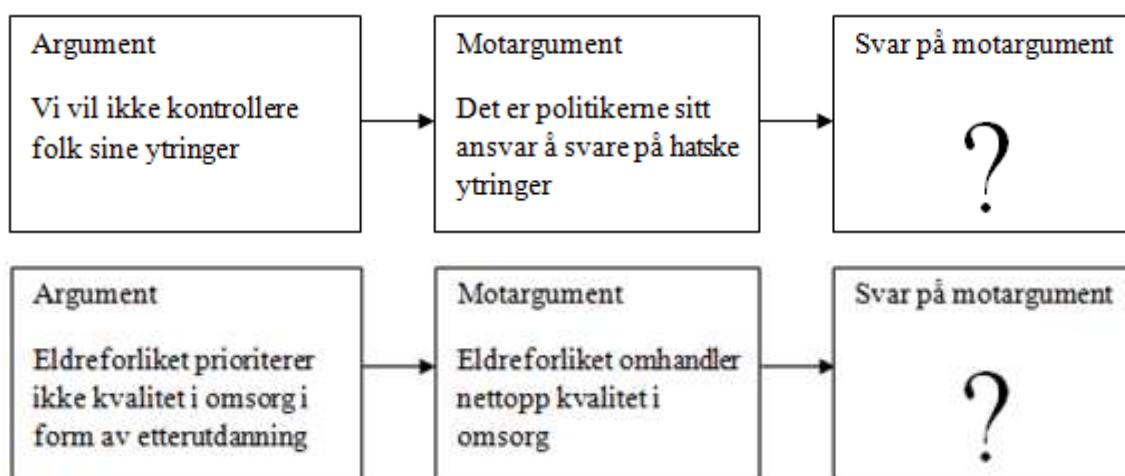 Argument
Vi vil ikke kontrollere
folk sine ytringer
Motargument
Det er politikerne sitt
ansvar å svare på hatske
ytringer
Svar på motargument
?
Argument
Eldreforliket prioriterer
ikke kvalitet i omsorg i
form av etterutdanning
Motargument
Eldreforliket omhandler
nettopp kvalitet i
omsorg
Svar på motargument
?